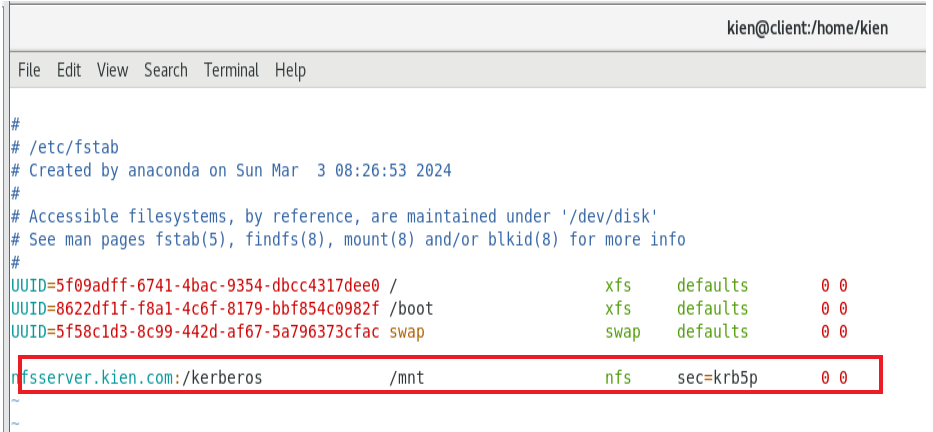 kien@client:/home/kien
File Edit View Search Terminal Help
#
# /etc/fstab
# Created by anaconda on Sun Mar  3 08:26:53 2024
#
# Accessible filesystems, by reference, are maintained under '/dev/disk'
# See man pages fstab(5), findfs(8), mount(8) and/or blkid(8) for more info
#
UUID=5f09adff-6741-4bac-9354-dbcc4317dee0 /                       xfs     defaults        0 0
UUID=8622df1f-f8a1-4c6f-8179-bbf854c0982f /boot                   xfs     defaults        0 0
UUID=5f58c1d3-8c99-442d-af67-5a796373cfac swap                    swap    defaults        0 0
nfsserver.kien.com:/kerberos              /mnt                    nfs     sec=krb5p       0 0
~
~